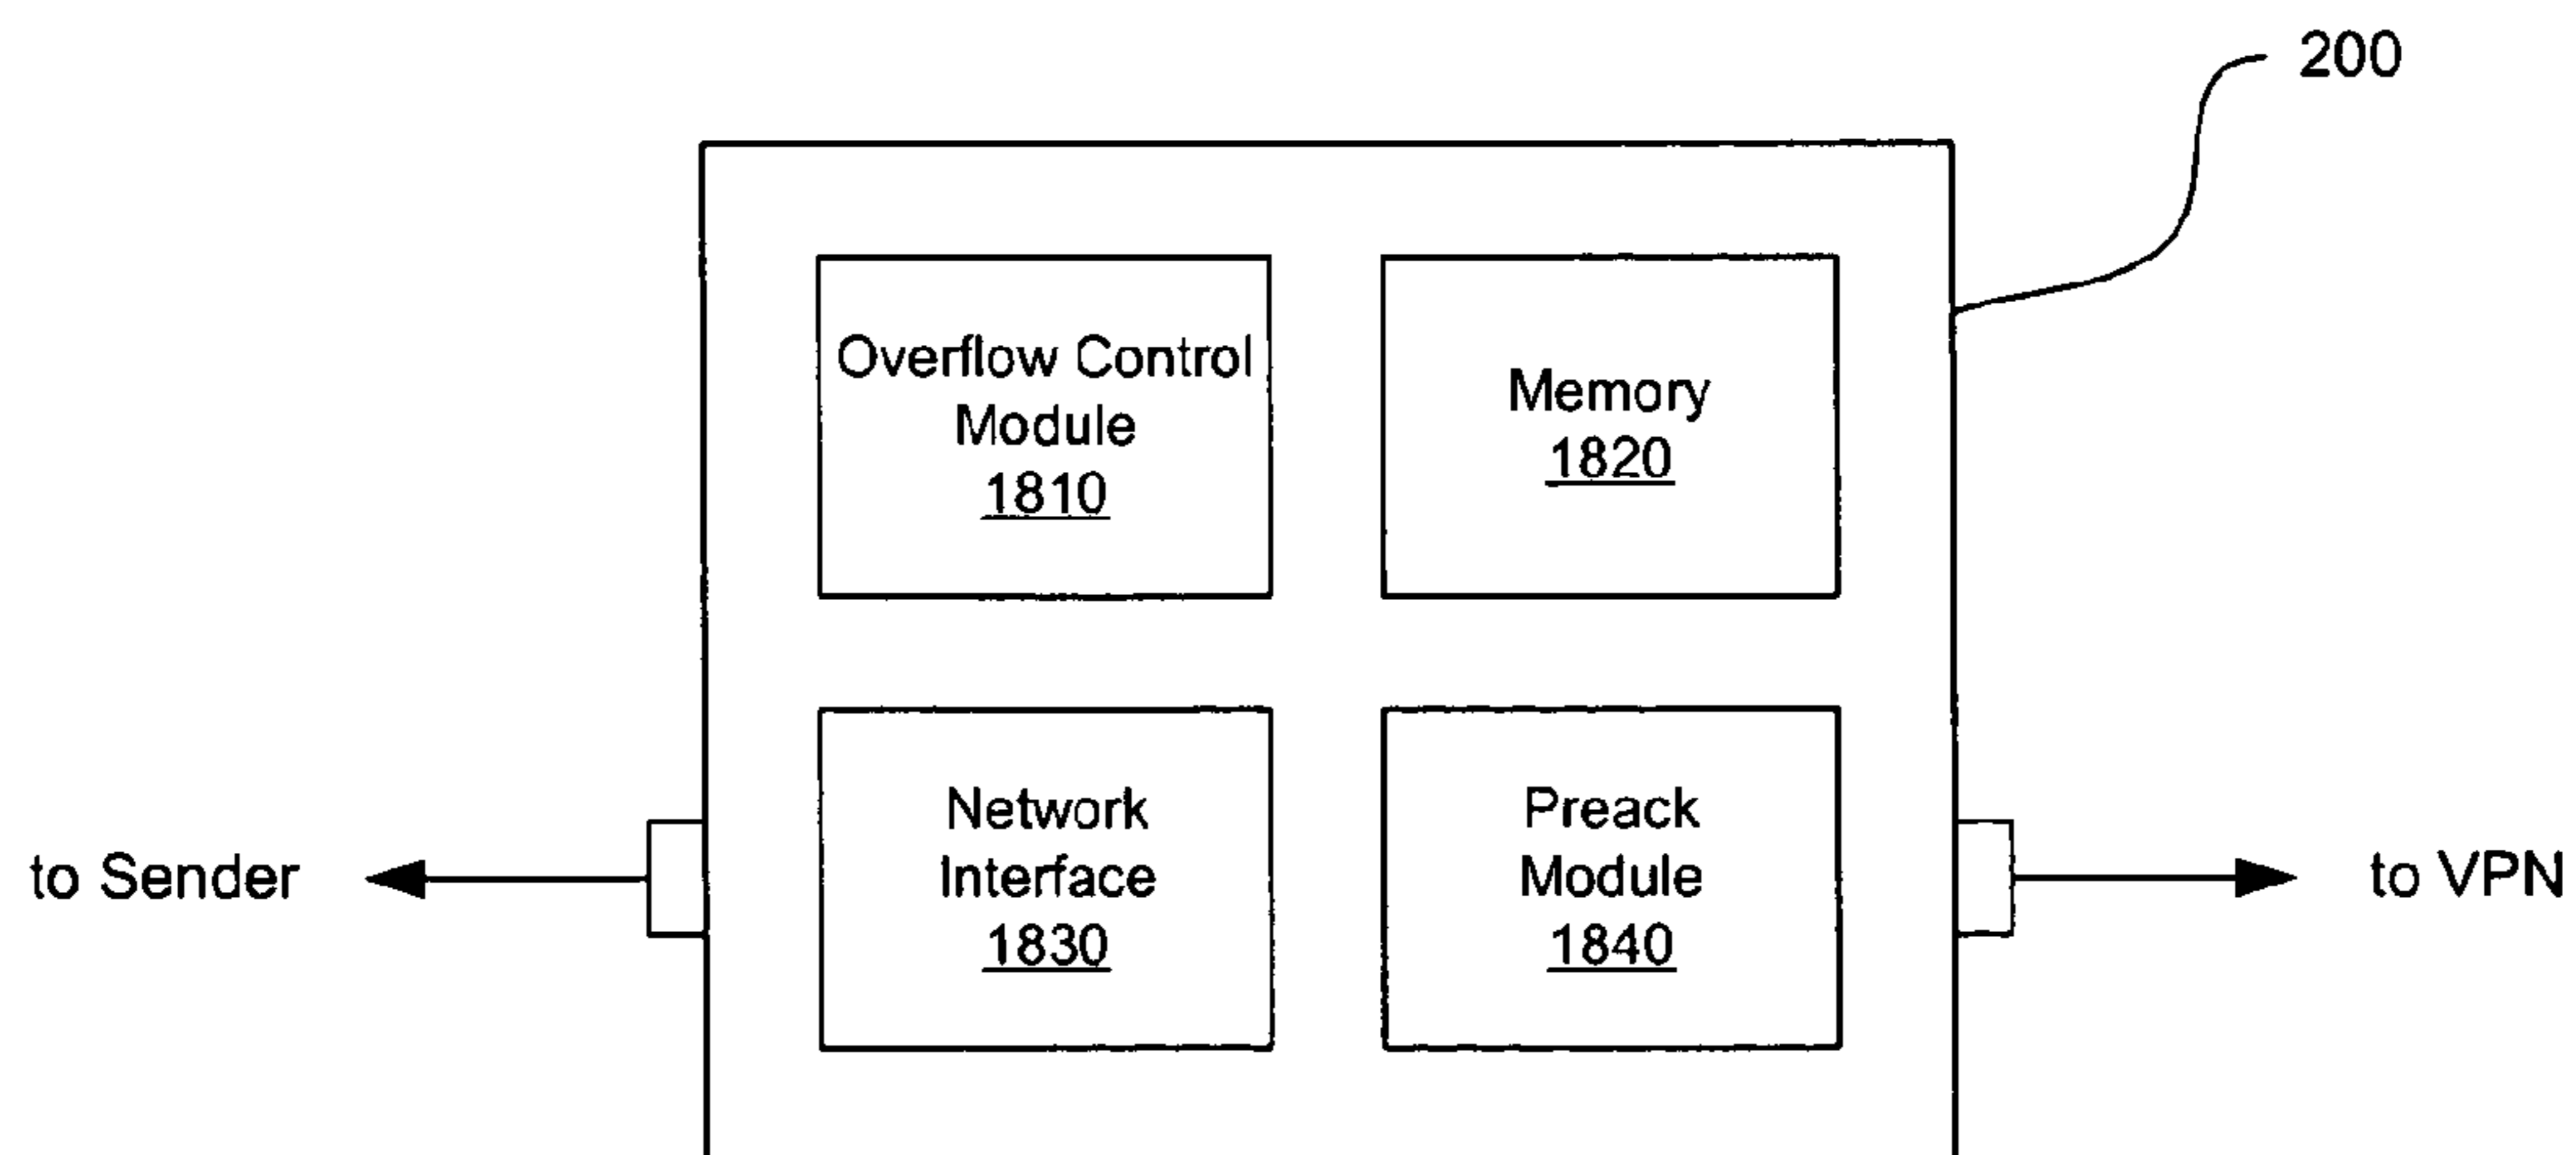 200
Overflow Control
Module
1810
Memory
1820
Network
Interface
1830
Preack
Module
1840
to Sender
to VPN